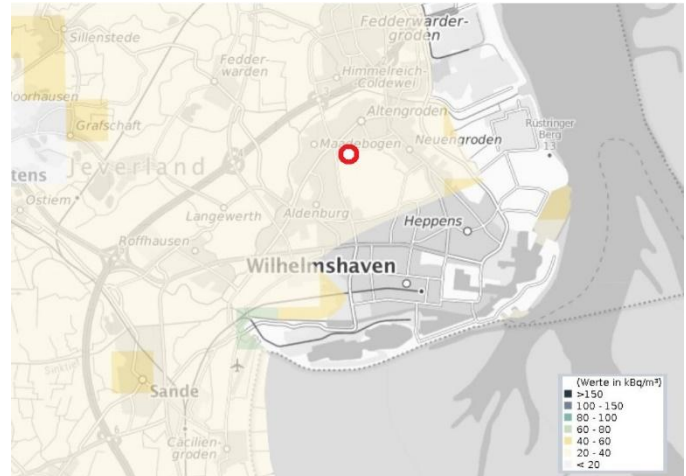 Fedderwarder-
groden
Sillenstede
Fedder-
warden
Himmelreich-
Coldewei
Moorhausen
Altengroden
Rüstringer
Berg
13
Grafschaft
Maadebogen
Neuengroden
Jeverland
tens
Ostiem
Langewerth
Aldenburg
Heppens
Roffhausen
Wilhelmshaven
Sande
Cäcilien-
groden
(Werte in kBq/m³)
>150
100 - 150
80 - 100
60 - 80
40 - 60
20 - 40
< 20